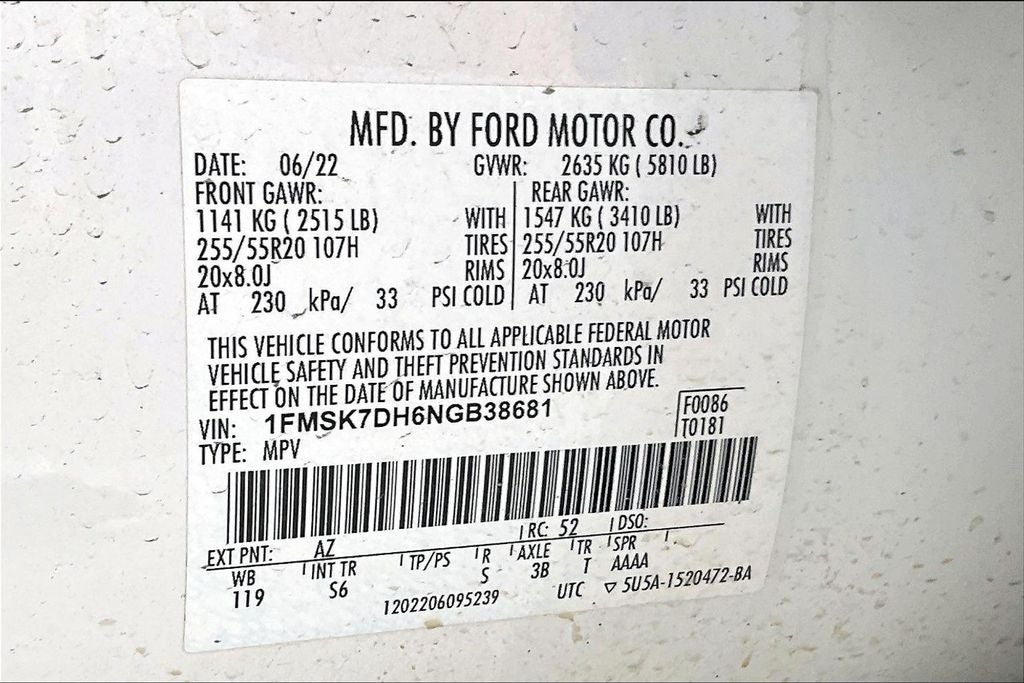 MFD. BY FORD MOTOR CO.
DATE: 06/22 GVWR: 2635 KG ( 5810 LB)
FRONT GAWR: REAR GAWR:
1141 KG ( 2515 LB) WITH 1547 KG ( 3410 LB) WITH
255/55R20 107H TIRES 255/55R20 107H TIRES
20x8.0J RIMS 20x8.0J RIMS
AT 230 kPa/ 33 PSI COLD AT 230 kPa/ 33 PSI COLD
THIS VEHICLE CONFORMS TO ALL APPLICABLE FEDERAL MOTOR
VEHICLE SAFETY AND THEFT PREVENTION STANDARDS IN
EFFECT ON THE DATE OF MANUFACTURE SHOWN ABOVE.
VIN: 1FMSK7DH6NGB38681 F0086
TYPE: MPV T0181
EXT PNT: AZ RC: 52 DSO:
WB INT TR TP/PS R AXLE TR SPR
119 S6 S 3B T AAAA
1202206095239 UTC ▽ 5U5A-1520472-BA